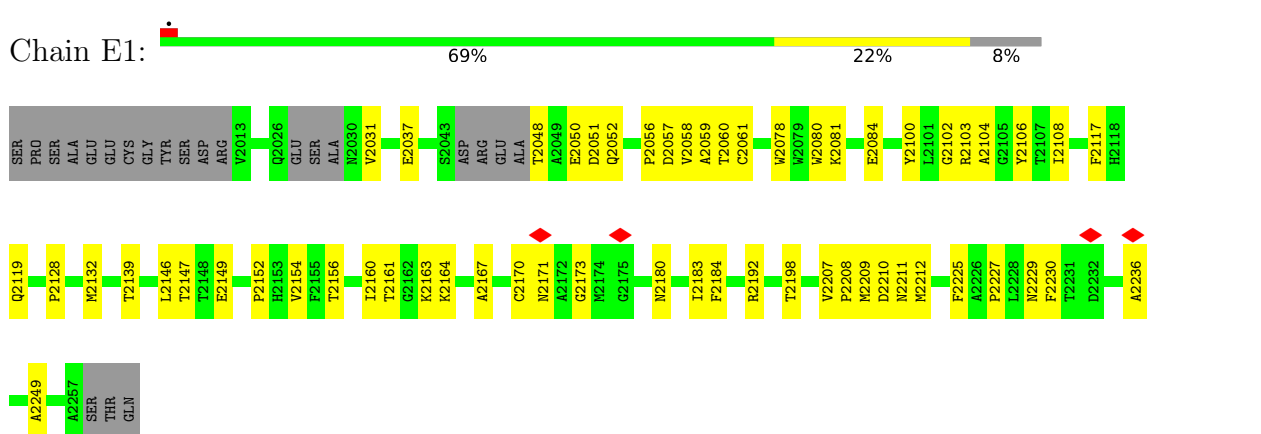 Chain E1:
69% 22% 8%
SER PRO SER ALA GLU GLU CYS GLY TYR SER ASP ARG V2013 Q2026 GLU SER ALA N2030 V2031 E2037 S2043 ASP ARG GLU ALA T2048 A2049 E2050 D2051 Q2052 P2056 D2057 V2058 A2059 T2060 C2061 W2078 W2079 W2080 K2081 E2084 Y2100 L2101 G2102 R2103 A2104 G2105 Y2106 T2107 I2108 F2117 H2118
Q2119 P2128 M2132 T2139 L2146 T2147 T2148 E2149 P2152 H2153 V2154 F2155 T2156 I2160 T2161 G2162 K2163 K2164 A2167 C2170 N2171 A2172 G2173 M2174 G2175 N2180 I2183 F2184 R2192 T2198 V2207 P2208 M2209 D2210 N2211 M2212 F2225 A2226 P2227 L2228 N2229 F2230 T2231 D2232 A2236
A2249 A2257 SER THR GLN